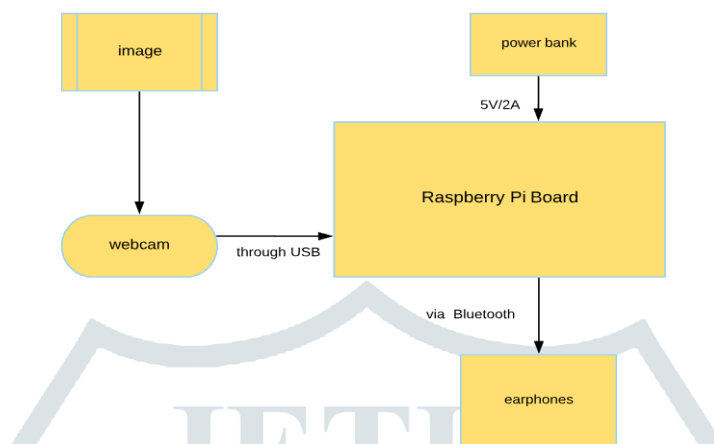 image
power bank
5V/2A
Raspberry Pi Board
webcam
through USB
via Bluetooth
earphones